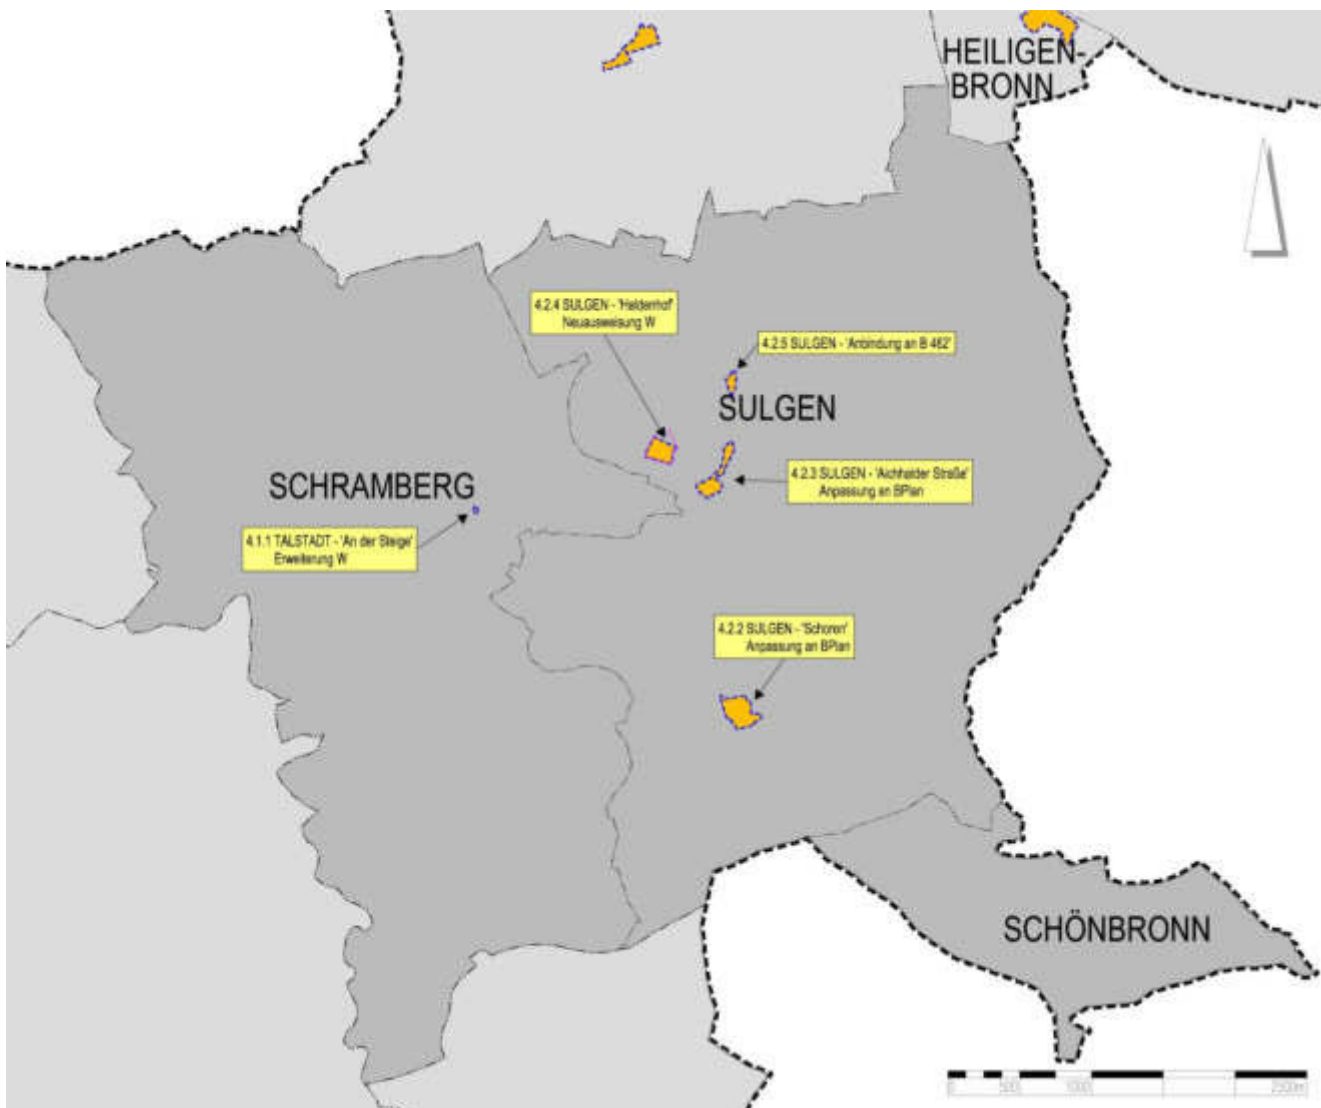 HEILIGEN-
BRONN
4.2.4 SULGEN - 'Haldenhof'
Neuausweisung W
4.2.5 SULGEN - 'Anbindung an B 462'
SULGEN
SCHRAMBERG
4.2.3 SULGEN - 'Aichhalder Straße'
Anpassung an BPlan
4.1.1 TALSTADT - 'An der Steige'
Erweiterung W
4.2.2 SULGEN - 'Schoren'
Anpassung an BPlan
SCHÖNBRONN
0 500 1000 2500m